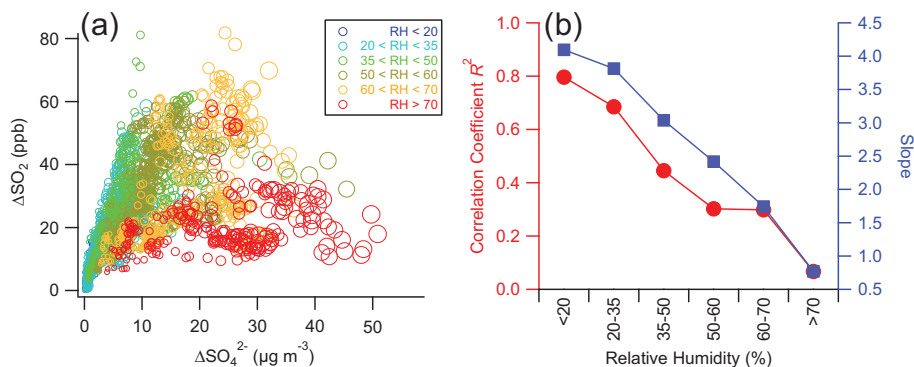 (a)
80
60
40
20
0
ΔSO₂ (ppb)
RH < 20
20 < RH < 35
35 < RH < 50
50 < RH < 60
60 < RH < 70
RH > 70
0 10 20 30 40 50
ΔSO₄²⁻ (µg m⁻³)
(b)
1.0
0.8
0.6
0.4
0.2
0.0
Correlation Coefficient R²
4.5
4.0
3.5
3.0
2.5
2.0
1.5
1.0
0.5
Slope
<20 20-35 35-50 50-60 60-70 >70
Relative Humidity (%)